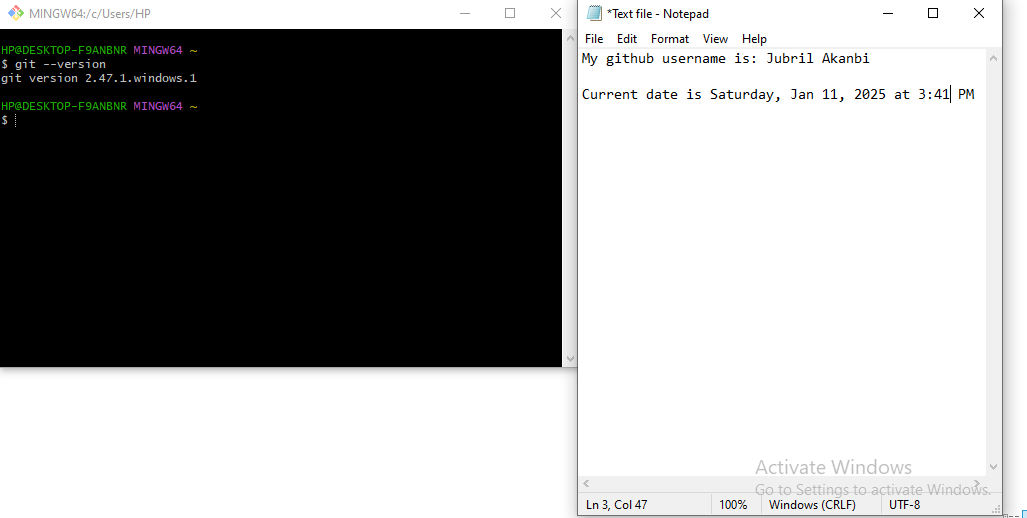 MINGW64:/c/Users/HP
HP@DESKTOP-F9ANBNR MINGW64 ~
$ git --version
git version 2.47.1.windows.1
HP@DESKTOP-F9ANBNR MINGW64 ~
$
*Text file - Notepad
File Edit Format View Help
My github username is: Jubril Akanbi
Current date is Saturday, Jan 11, 2025 at 3:41 PM
Activate Windows
Go to Settings to activate Windows.
Ln 3, Col 47 100% Windows (CRLF) UTF-8